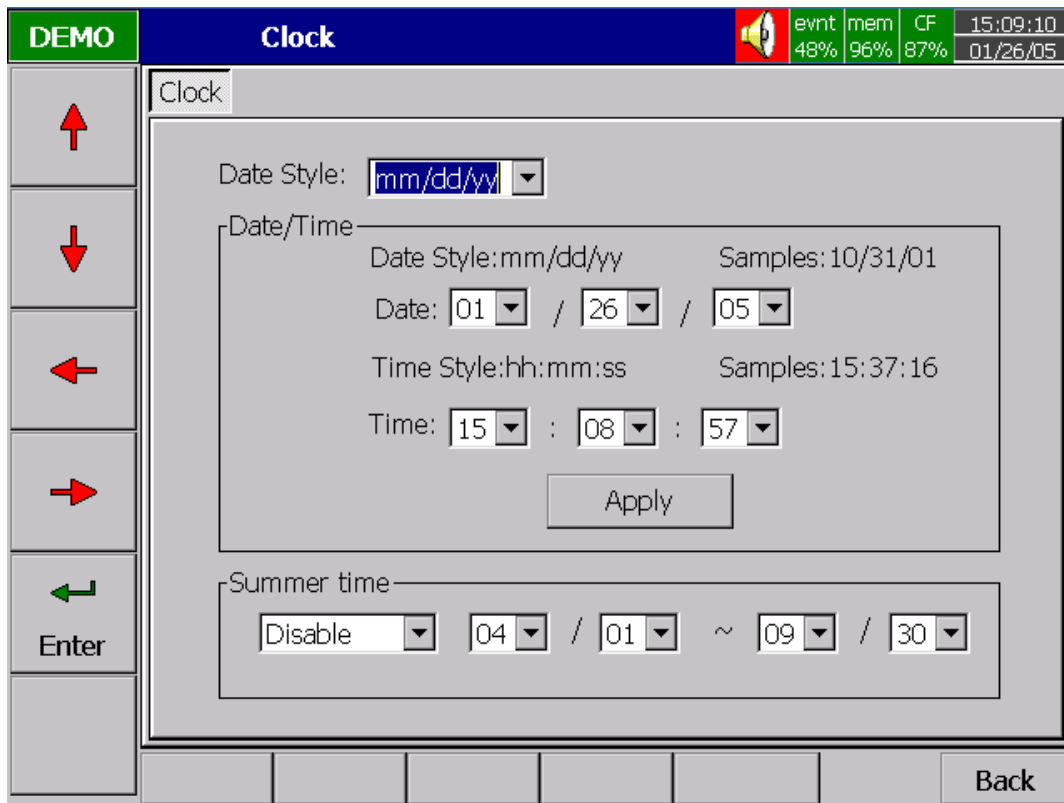 DEMO Clock evnt mem CF 15:09:10
48% 96% 87% 01/26/05
Clock
Date Style: mm/dd/yy
Date/Time
Date Style:mm/dd/yy Samples:10/31/01
Date: 01 / 26 / 05
Time Style:hh:mm:ss Samples:15:37:16
Time: 15 : 08 : 57
Apply
Summer time
Disable 04 / 01 ~ 09 / 30
Enter
Back